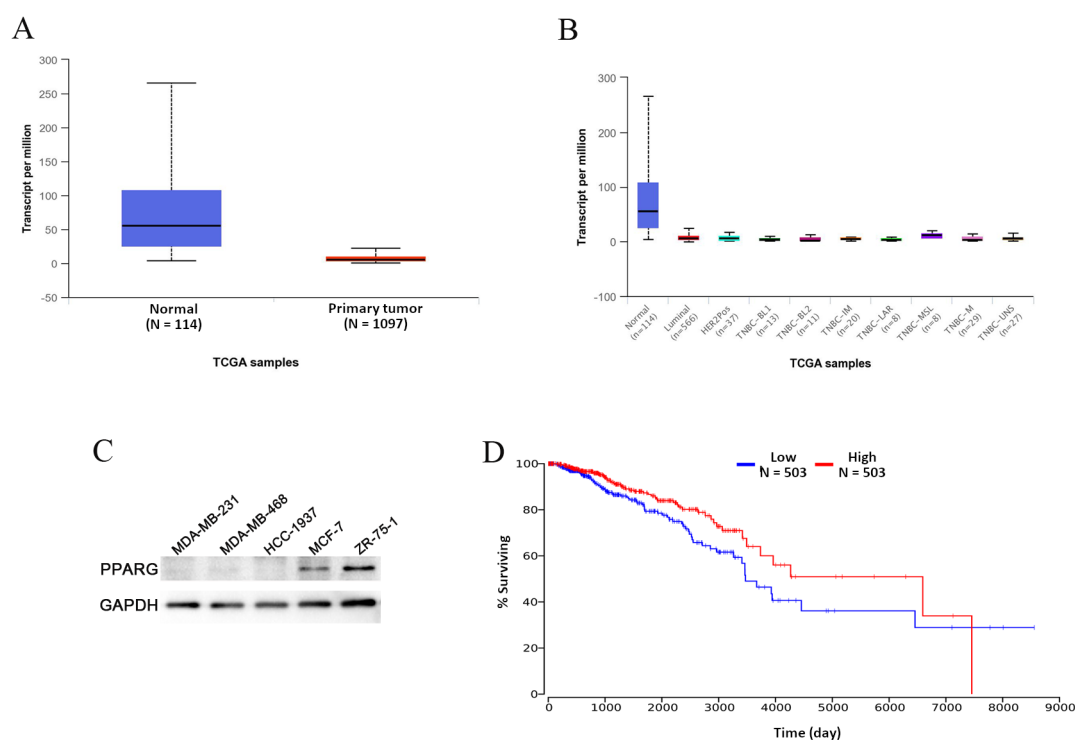 A
Transcript per million
300
250
200
150
100
50
0
-50
Normal
(N = 114)
Primary tumor
(N = 1097)
TCGA samples
B
Transcript per million
300
200
100
0
-100
Normal
(n=114)
Luminal
(n=566)
HER2Pos
(n=37)
TNBC-BL1
(n=13)
TNBC-BL2
(n=11)
TNBC-IM
(n=20)
TNBC-LAR
(n=8)
TNBC-MSL
(n=8)
TNBC-M
(n=29)
TNBC-UNS
(n=27)
TCGA samples
C
MDA-MB-231
MDA-MB-468
HCC-1937
MCF-7
ZR-75-1
PPARG
GAPDH
D
Low
N = 503
High
N = 503
% Surviving
100
80
60
40
20
0
0 1000 2000 3000 4000 5000 6000 7000 8000 9000
Time (day)